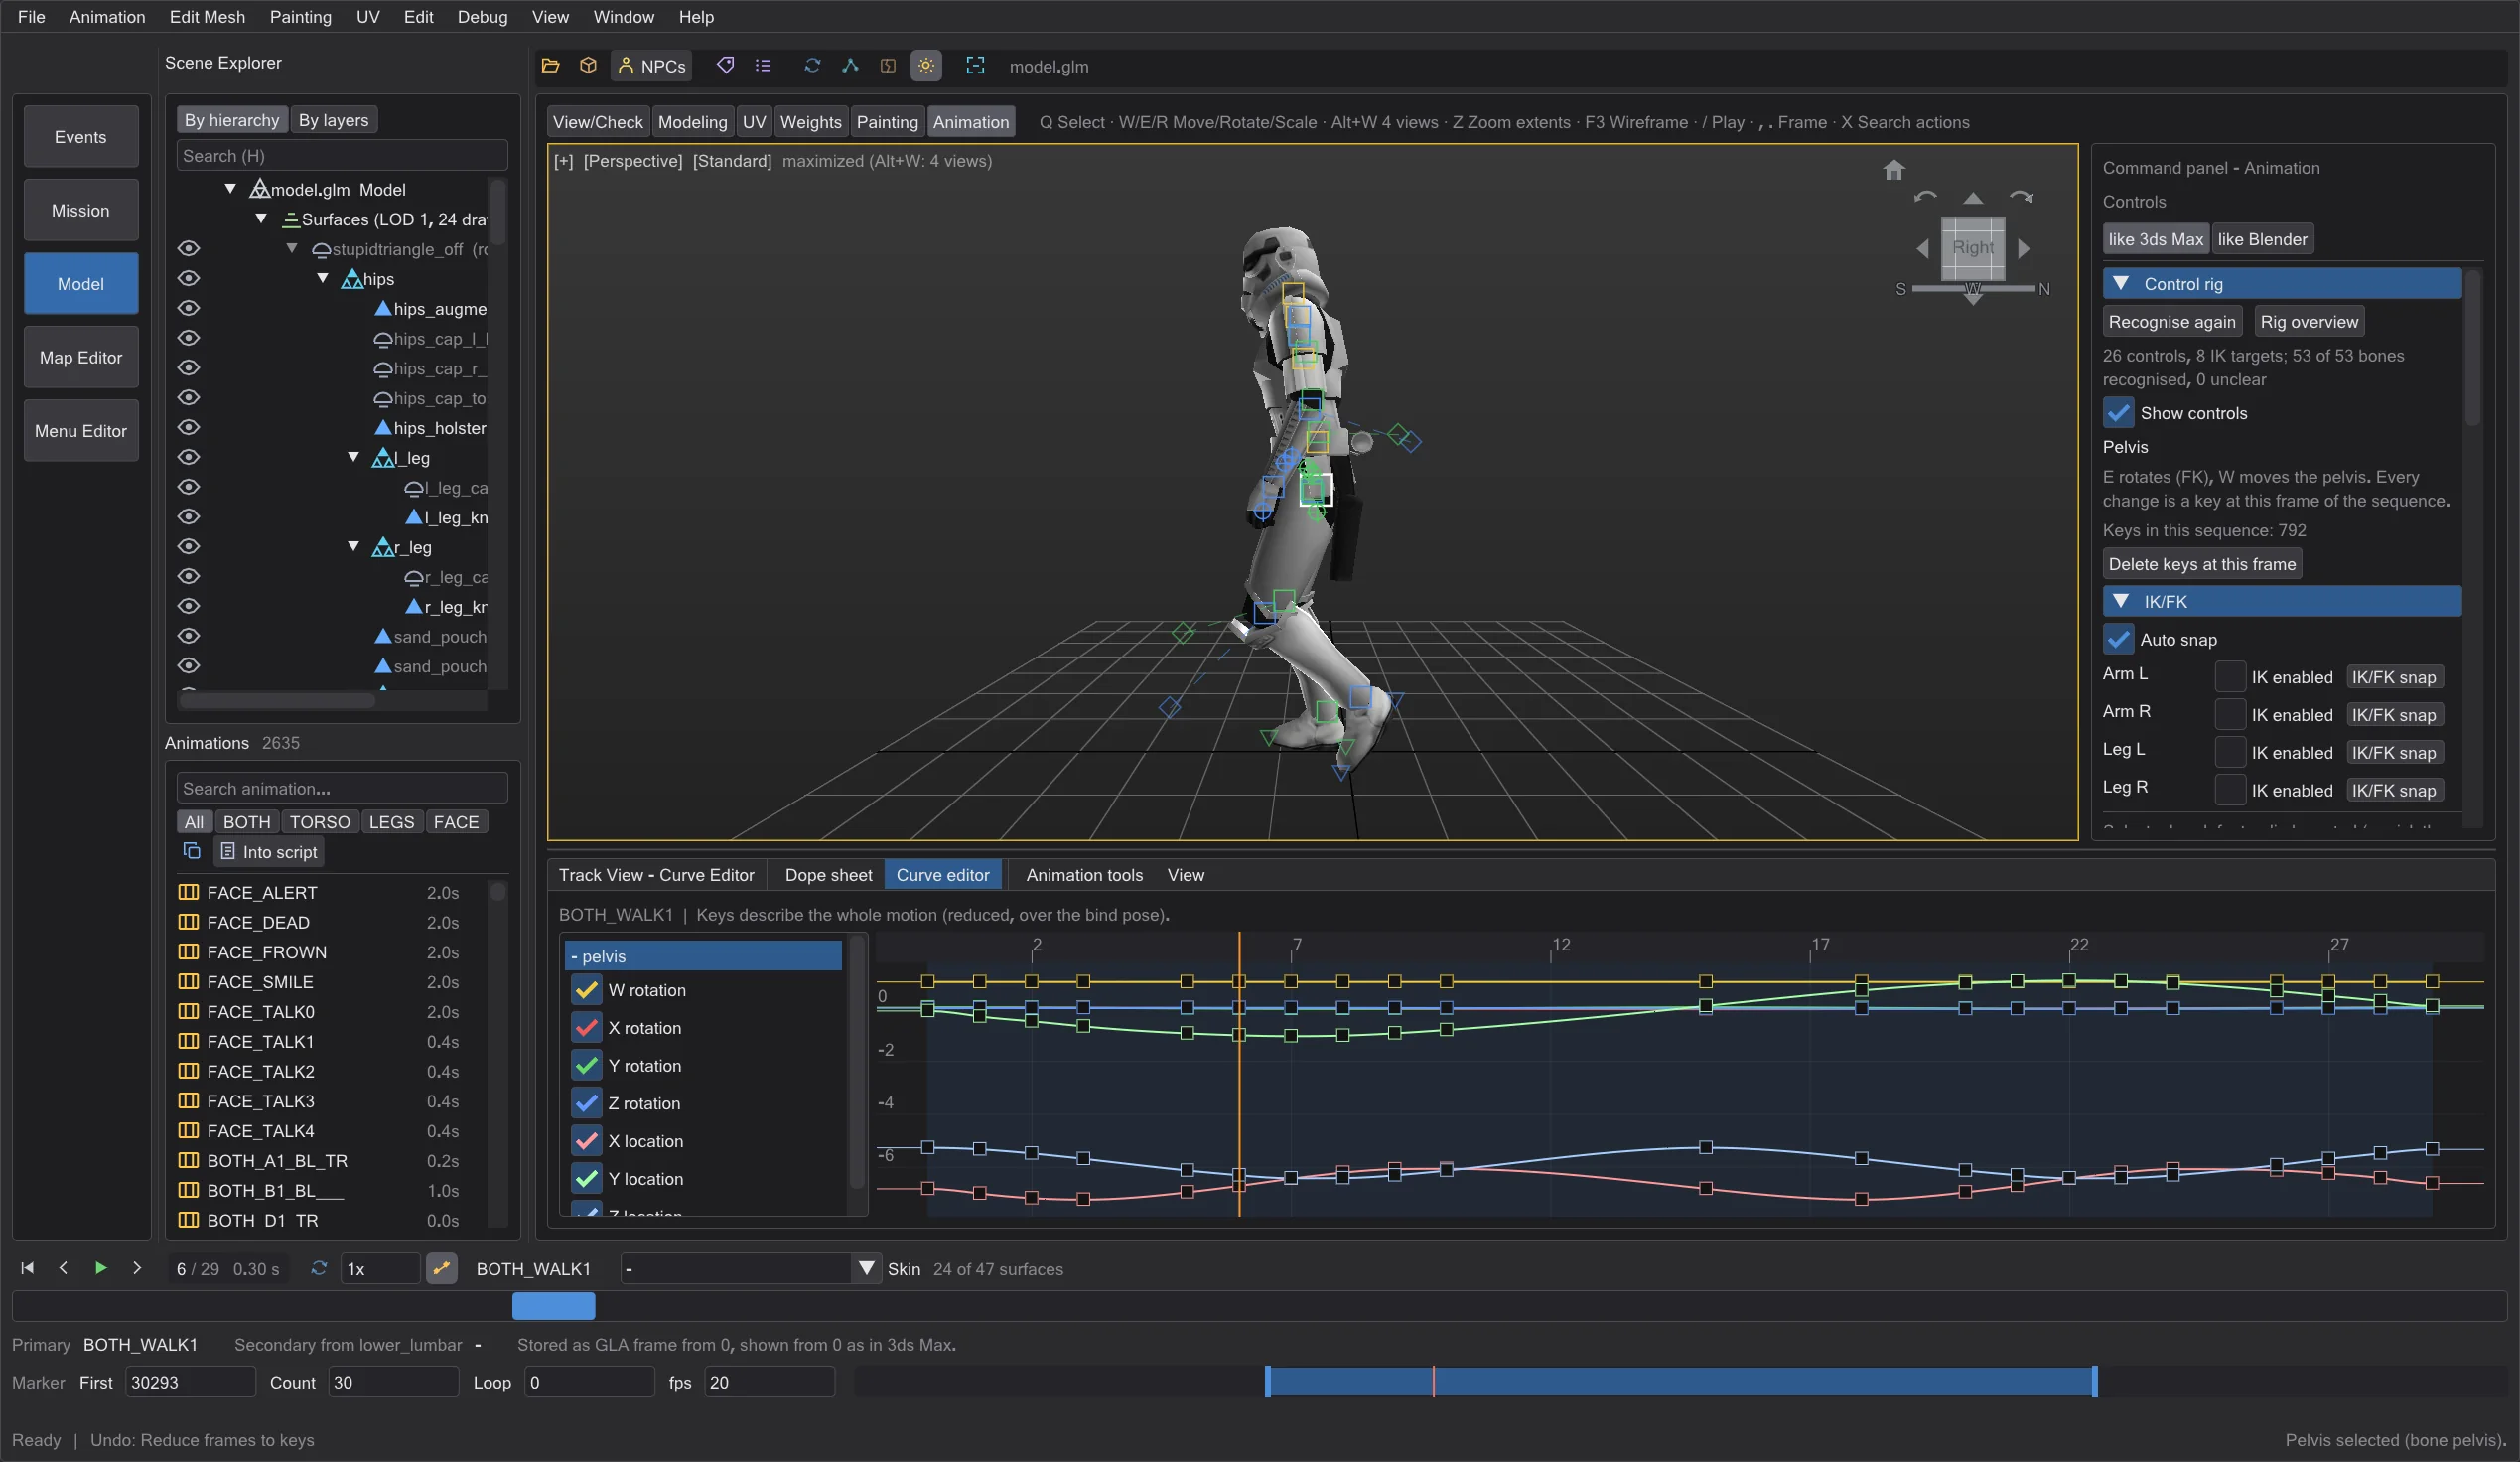 File Animation Edit Mesh Painting UV Edit Debug View Window Help
Scene Explorer
NPCs
model.glm
Events
Mission
Model
Map Editor
Menu Editor
By hierarchy By layers
Search (H)
model.glm Model
Surfaces (LOD 1, 24 dra
stupidtriangle_off (ro
hips
hips_augme
hips_cap_l_l
hips_cap_r_
hips_cap_to
hips_holster
l_leg
l_leg_ca
l_leg_kn
r_leg
r_leg_ca
r_leg_kr
sand_pouch
sand_pouch
Animations 2635
Search animation...
All BOTH TORSO LEGS FACE
Into script
FACE_ALERT 2.0s
FACE_DEAD 2.0s
FACE_FROWN 2.0s
FACE_SMILE 2.0s
FACE_TALK0 2.0s
FACE_TALK1 0.4s
FACE_TALK2 0.4s
FACE_TALK3 0.4s
FACE_TALK4 0.4s
BOTH_A1_BL_TR 0.2s
BOTH_B1_BL___ 1.0s
BOTH_D1_TR 0.0s
View/Check Modeling UV Weights Painting Animation Q Select · W/E/R Move/Rotate/Scale · Alt+W 4 views · Z Zoom extents · F3 Wireframe · / Play · , . Frame · X Search actions
[+] [Perspective] [Standard] maximized (Alt+W: 4 views)
Right
S W N
Command panel - Animation
Controls
like 3ds Max like Blender
Control rig
Recognise again Rig overview
26 controls, 8 IK targets; 53 of 53 bones
recognised, 0 unclear
Show controls
Pelvis
E rotates (FK), W moves the pelvis. Every
change is a key at this frame of the sequence.
Keys in this sequence: 792
Delete keys at this frame
IK/FK
Auto snap
Arm L IK enabled IK/FK snap
Arm R IK enabled IK/FK snap
Leg L IK enabled IK/FK snap
Leg R IK enabled IK/FK snap
Track View - Curve Editor Dope sheet Curve editor Animation tools View
BOTH_WALK1 | Keys describe the whole motion (reduced, over the bind pose).
- pelvis
W rotation
X rotation
Y rotation
Z rotation
X location
Y location
Z location
2 7 12 17 22 27
0
-2
-4
-6
6 / 29 0.30 s 1x BOTH_WALK1 - Skin 24 of 47 surfaces
Primary BOTH_WALK1 Secondary from lower_lumbar - Stored as GLA frame from 0, shown from 0 as in 3ds Max.
Marker First 30293 Count 30 Loop 0 fps 20
Ready | Undo: Reduce frames to keys
Pelvis selected (bone pelvis).